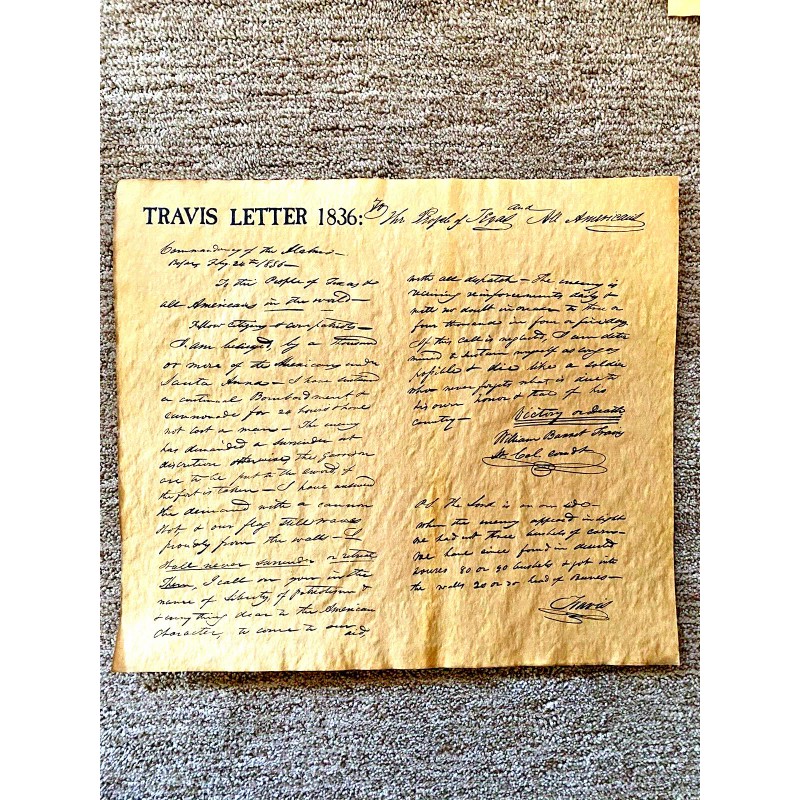 TRAVIS LETTER 1836: To The People of Texas and All Americans
Commandancy of the Alamo—
Bejar, Feby. 24th 1836—
To the People of Texas &
all Americans in the world—
Fellow Citizens & compatriots—
I am besieged, by a thousand
or more of the Mexicans under
Santa Anna— I have sustained
a continual Bombardment &
cannonade for 24 hours & have
not lost a man— The enemy
has demanded a surrender at
discretion, otherwise, the garrison
are to be put to the sword, if
the fort is taken— I have answered
the demand with a cannon
shot, & our flag still waves
proudly from the wall— I
shall never surrender or retreat
Then, I call on you in the
name of Liberty, of Patriotism &
& everything dear to the American
character, to come to our aid,
with all dispatch— The enemy is
receiving reinforcements daily &
will no doubt increase to three or
four thousand in four or five days.
If this call is neglected, I am deter
mined to sustain myself as long as
possible & die like a soldier
who never forgets what is due to
his own honor & that of his
country—
Victory or Death
William Barret Travis
Lt. Col. comdt
P.S. The Lord is on our side—
When the enemy appeared in sight
we had not three bushels of corn—
We have since found in deserted
houses 80 or 90 bushels & got into
the walls 20 or 30 head of Beeves—
Travis